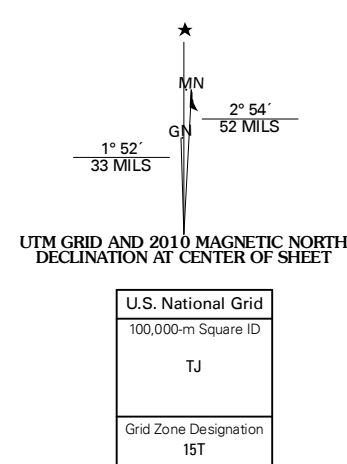 ★
MN
2° 54´
52 MILS
GN
1° 52´
33 MILS
UTM GRID AND 2010 MAGNETIC NORTH
DECLINATION AT CENTER OF SHEET
U.S. National Grid
100,000-m Square ID
TJ
Grid Zone Designation
15T